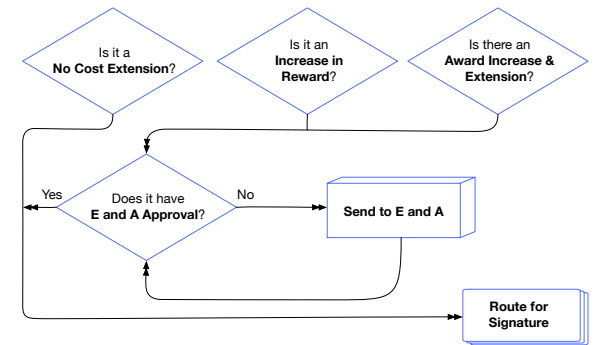 Is it a
No Cost Extension?
Is it an
Increase in
Reward?
Is there an
Award Increase &
Extension?
Yes
Does it have
E and A Approval?
No
Send to E and A
Route for
Signature